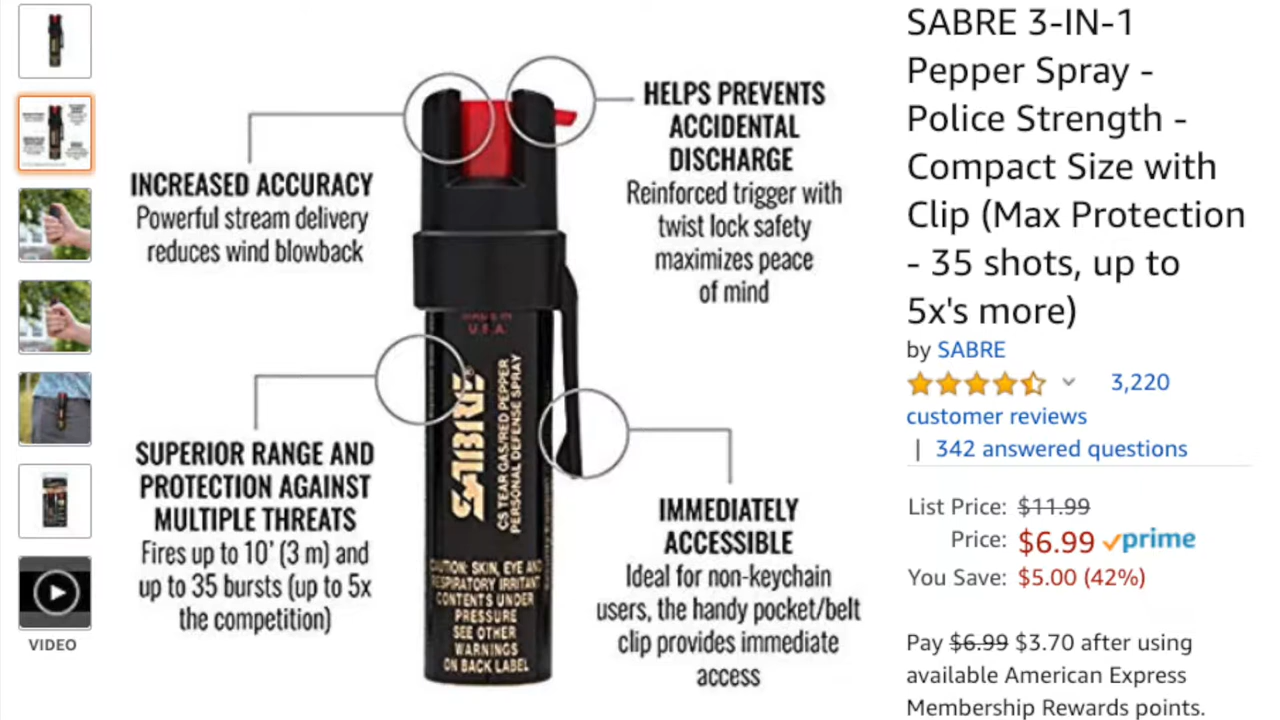 INCREASED ACCURACY
Powerful stream delivery
reduces wind blowback
HELPS PREVENTS
ACCIDENTAL
DISCHARGE
Reinforced trigger with
twist lock safety
maximizes peace
of mind
SUPERIOR RANGE AND
PROTECTION AGAINST
MULTIPLE THREATS
Fires up to 10' (3 m) and
up to 35 bursts (up to 5x
the competition)
IMMEDIATELY
ACCESSIBLE
Ideal for non-keychain
users, the handy pocket/belt
clip provides immediate
access
MADE IN
U.S.A.
SABRE®
CS TEAR GAS/RED PEPPER
PERSONAL DEFENSE SPRAY
CAUTION: SKIN, EYE AND
RESPIRATORY IRRITANT
CONTENTS UNDER
PRESSURE
SEE OTHER
WARNINGS
ON BACK LABEL
VIDEO
SABRE 3-IN-1
Pepper Spray -
Police Strength -
Compact Size with
Clip (Max Protection
- 35 shots, up to
5x's more)
by SABRE
3,220
customer reviews
| 342 answered questions
List Price: $11.99
Price: $6.99 prime
You Save: $5.00 (42%)
Pay $6.99 $3.70 after using
available American Express
Membership Rewards points.